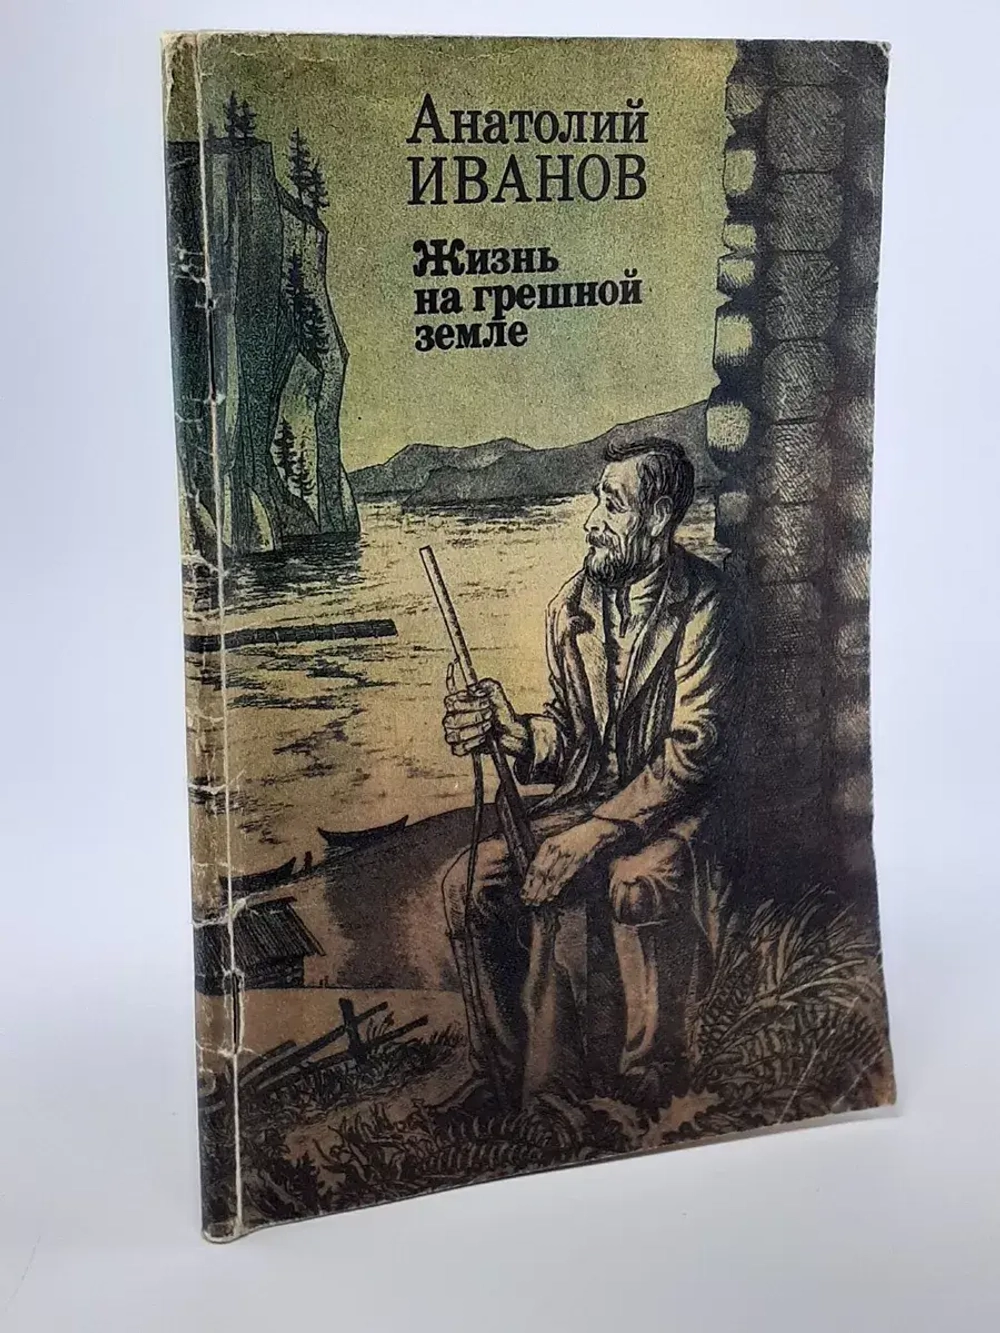 Анатолий
ИВАНОВ
Жизнь
на грешной
земле